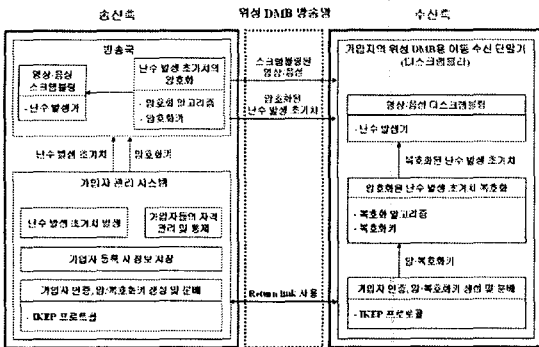 송신측
위성 DMB 방송망
수신측
방송국
영상·음성
스크램블링
- 난수 발생기
난수 발생 초기치의
암호화
- 암호화 알고리즘
- 암호화키
스크램블링된
영상·음성
암호화된
난수 발생 초기치
가입자의 위성 DMB용 이동 수신 단말기
(디스크램블러)
영상·음성 디스크램블링
- 난수 발생기
복호화된 난수 발생 초기치
난수 발생 초기치
암호화키
가입자 관리 시스템
난수 발생 초기치 발생
가입자들의 자격
관리 및 통제
가입자 등록 시 정보 저장
가입자 인증, 암·복호화키 생성 및 분배
- IKEP 프로토콜
Return link 사용
암호화된 난수 발생 초기치 복호화
- 복호화 알고리즘
- 복호화키
암·복호화키
가입자 인증, 암·복호화키 생성 및 분배
- IKEP 프로토콜